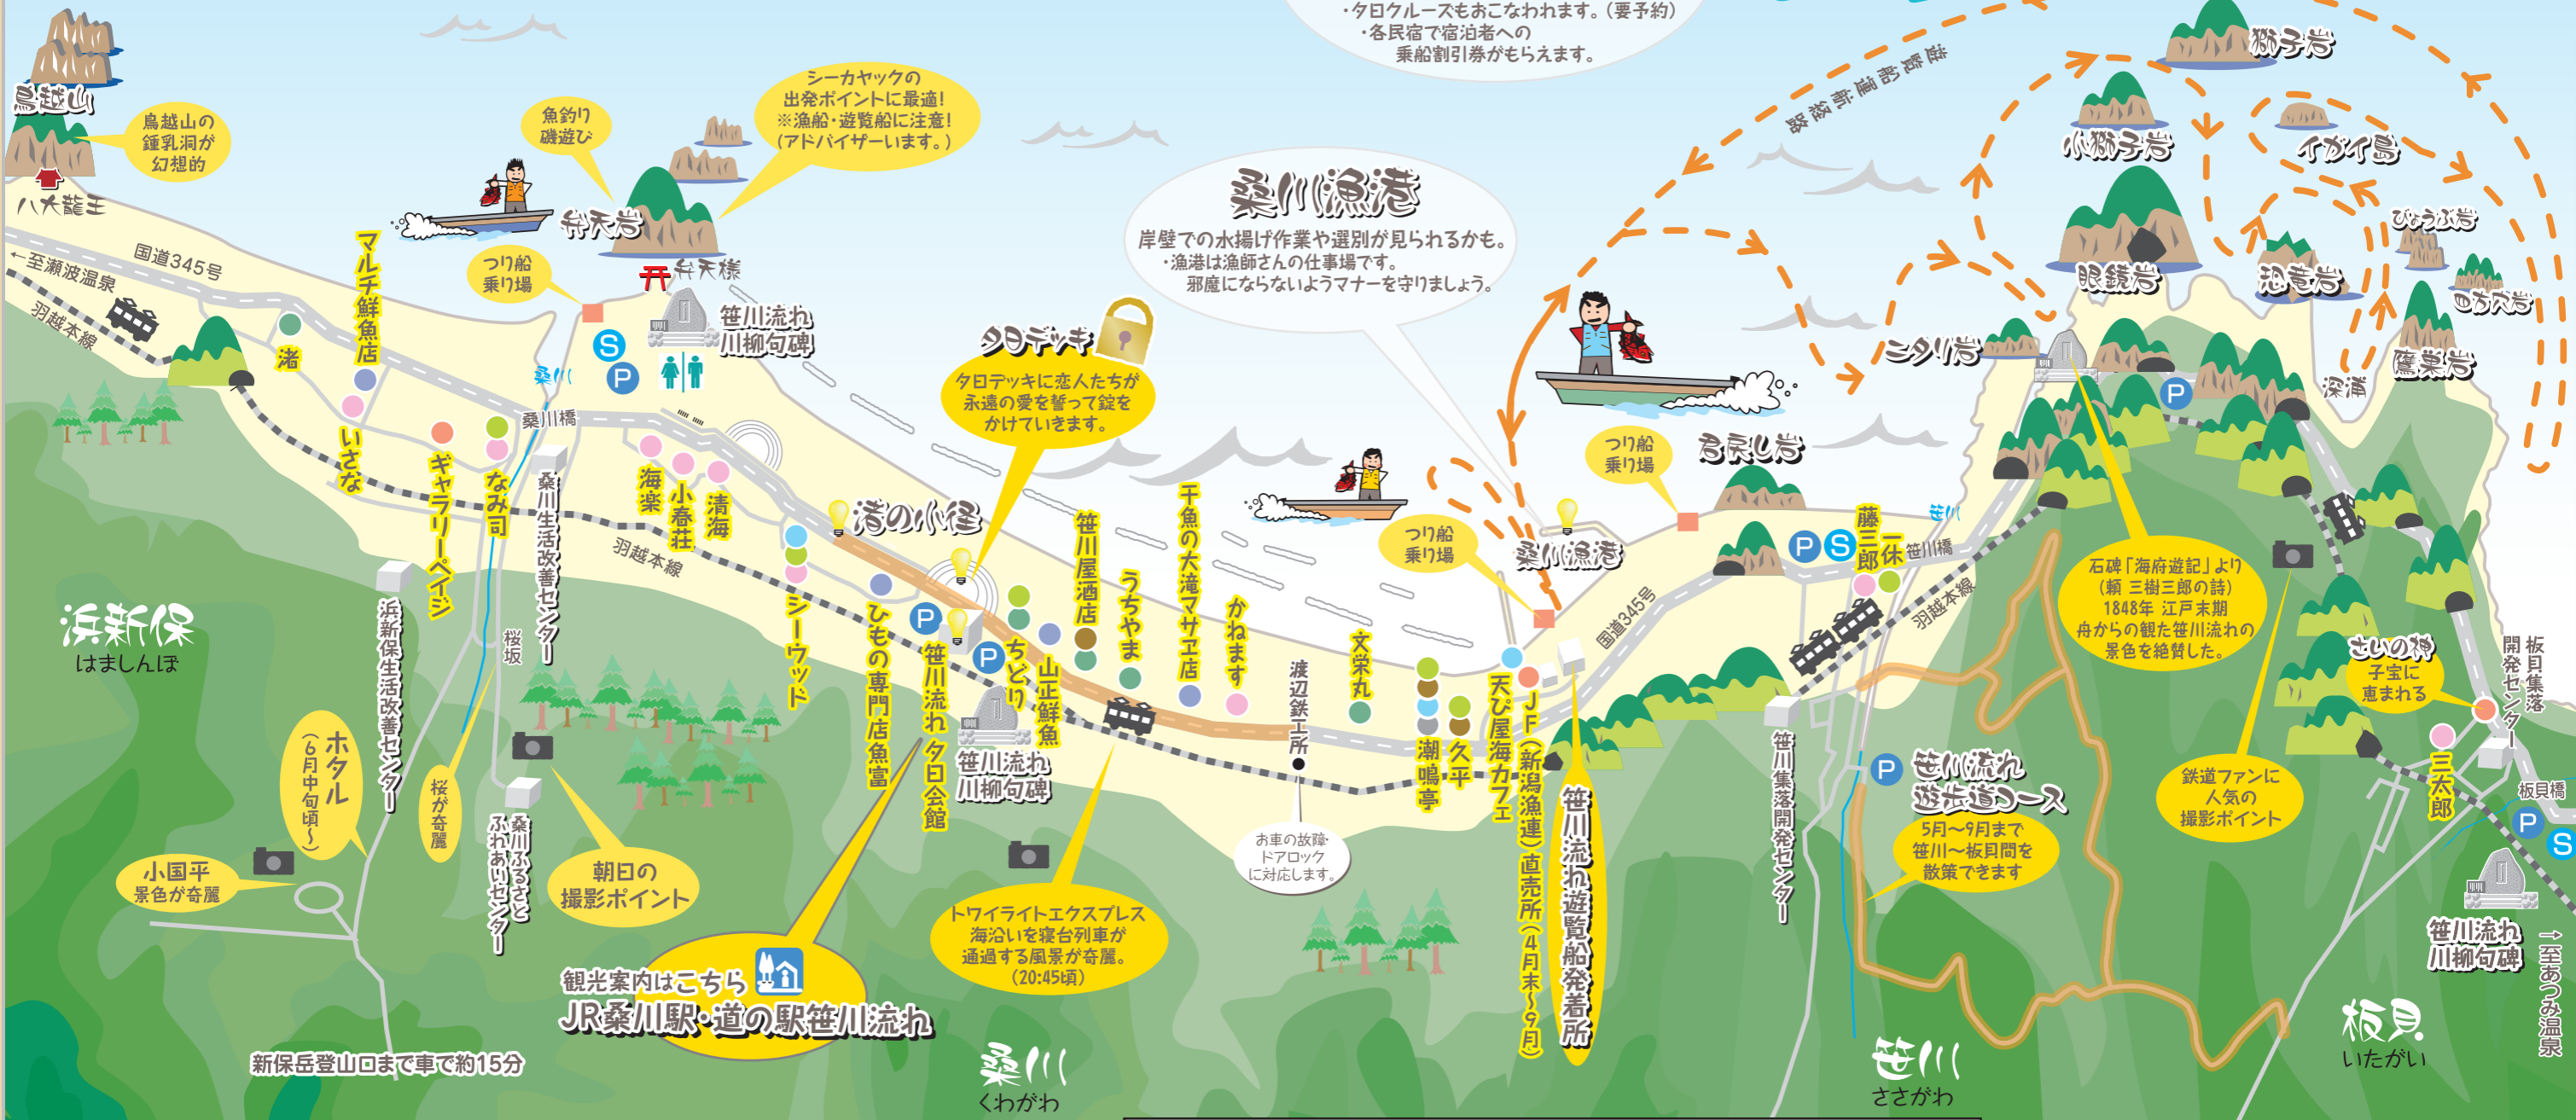 ・夕日クルーズもおこなわれます。(要予約)
・各民宿で宿泊者への
乗船割引券がもらえます。
遊覧船運航経路
獅子岩
小獅子岩
イガイ島
びょうぶ岩
眼鏡岩
恐竜岩
四方穴岩
鷹巣岩
深浦
ニタリ岩
鳥越山
鳥越山の
鍾乳洞が
幻想的
八大龍王
←至瀬波温泉
国道345号
羽越本線
魚釣り
磯遊び
シーカヤックの
出発ポイントに最適!
※漁船・遊覧船に注意!
(アドバイザーいます。)
弁天岩
弁天様
つり船
乗り場
笹川流れ
川柳句碑
S
P
桑川漁港
岸壁での水揚げ作業や選別が見られるかも。
・漁港は漁師さんの仕事場です。
邪魔にならないようマナーを守りましょう。
夕日デッキ
夕日デッキに恋人たちが
永遠の愛を誓って錠を
かけていきます。
渚
マルチ鮮魚店
いさな
ギャラリーペイジ
なみ司
桑川
桑川橋
桑川生活改善センター
海楽
小春荘
清海
羽越本線
シーウッド
渚の小径
ひもの専門店魚富
P
笹川流れ 夕日会館
P
ちどり
山正鮮魚
笹川屋酒店
うちやま
干魚の大滝マサエ店
かねます
渡辺鉄工所
お車の故障・
ドアロック
に対応します。
文栄丸
潮鳴亭
久平
天ぴ屋海カフェ
JF(新潟漁連)直売所(4月末~9月)
笹川流れ遊覧船発着所
つり船
乗り場
桑川漁港
つり船
乗り場
君戻し岩
国道345号
P
S
藤三郎
一休
笹川
笹川橋
羽越本線
P
石碑「海府遊記」より
(頼 三樹三郎の詩)
1848年 江戸末期
舟からの観た笹川流れの
景色を絶賛した。
さいの神
子宝に
恵まれる
板貝集落
開発センター
三太郎
板貝橋
P
S
鉄道ファンに
人気の
撮影ポイント
笹川集落開発センター
P
笹川流れ
遊歩道コース
5月~9月まで
笹川~板貝間を
散策できます
笹川流れ
川柳句碑
→至あつみ温泉
板貝
いたがい
笹川
ささがわ
笹川流れ
川柳句碑
トワイライトエクスプレス
海沿いを寝台列車が
通過する風景が奇麗。
(20:45頃)
観光案内はこちら
JR桑川駅・道の駅笹川流れ
桑川
くわがわ
浜新保
はましんぼ
浜新保生活改善センター
桜坂
ホタル
(6月中旬頃~)
桜が奇麗
桑川ふるさと
ふれあいセンター
朝日の
撮影ポイント
小国平
景色が奇麗
新保岳登山口まで車で約15分